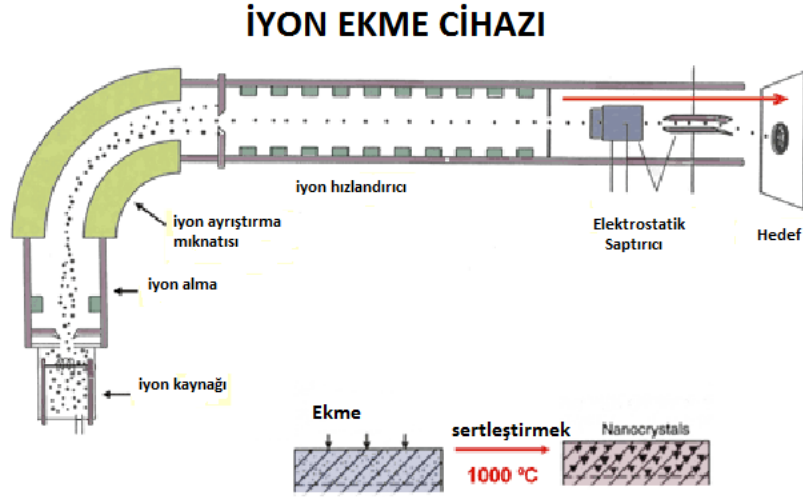 İYON EKME CİHAZI
iyon hızlandırıcı
iyon ayrıştırma
mıknatısı
Elektrostatik
Saptırıcı
Hedef
iyon alma
iyon kaynağı
Ekme
sertleştirmek
1000 ºC
Nanocrystals